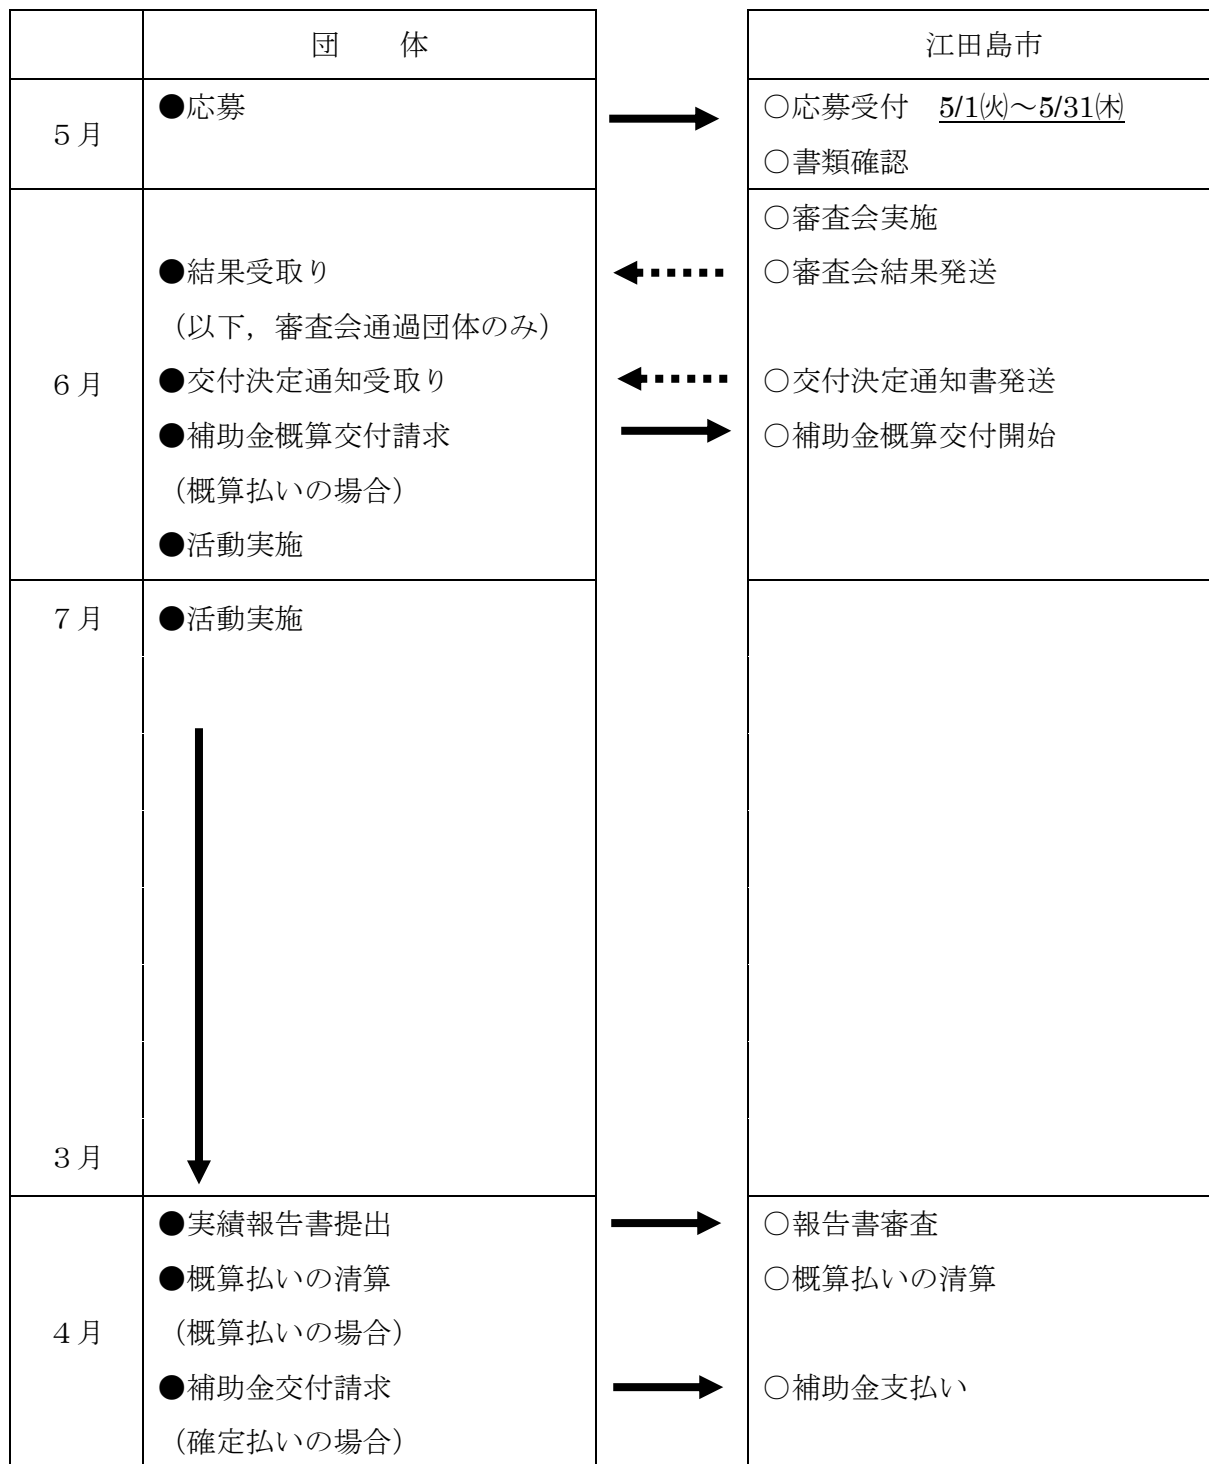 団　　体　江田島市
５月　●応募　○応募受付　5/1㈫～5/31㈭
○書類確認
○審査会実施
●結果受取り　○審査会結果発送
（以下，審査会通過団体のみ）
６月　●交付決定通知受取り　○交付決定通知書発送
●補助金概算交付請求　○補助金概算交付開始
（概算払いの場合）
●活動実施
７月　●活動実施
３月
●実績報告書提出　○報告書審査
●概算払いの清算　○概算払いの清算
４月　（概算払いの場合）
●補助金交付請求　○補助金支払い
（確定払いの場合）